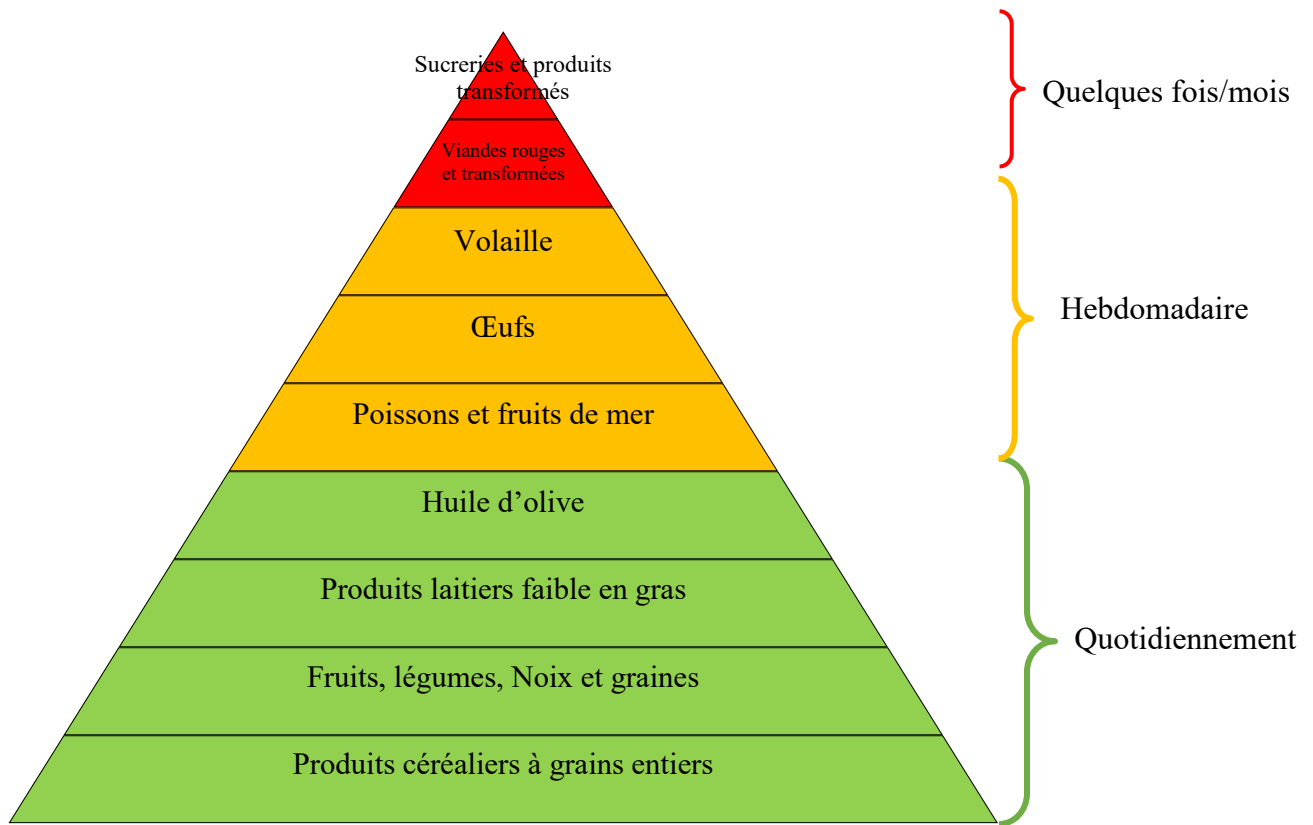 Sucreries et produits
transformés
Quelques fois/mois
Viandes rouges
et transformées
Volaille
Hebdomadaire
Œufs
Poissons et fruits de mer
Huile d’olive
Produits laitiers faible en gras
Quotidiennement
Fruits, légumes, Noix et graines
Produits céréaliers à grains entiers